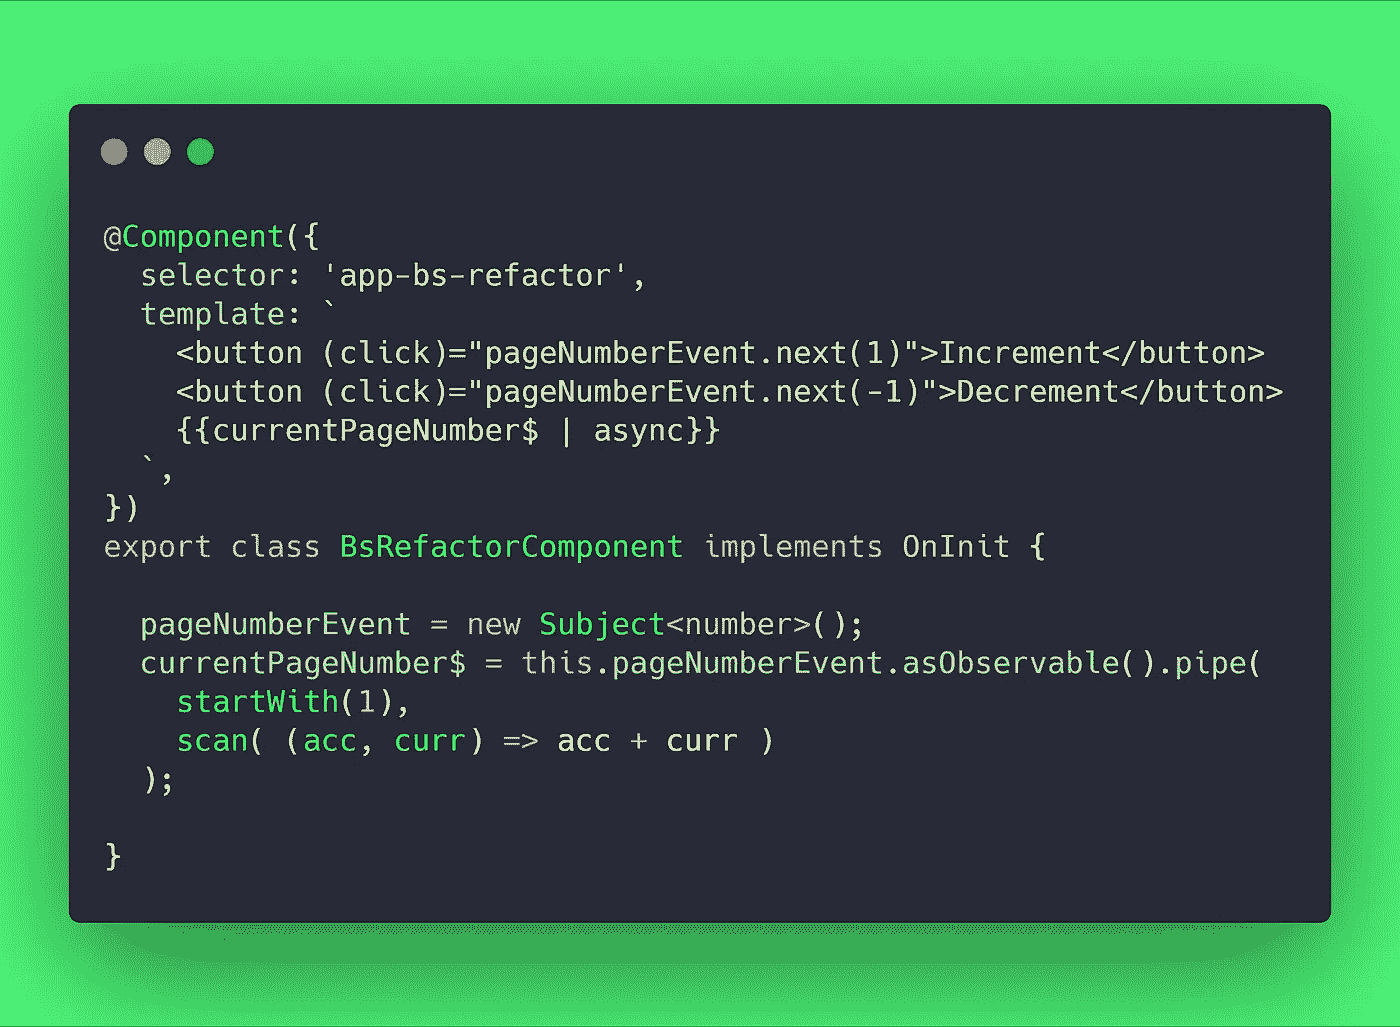 @Component({
  selector: 'app-bs-refactor',
  template: `
    <button (click)="pageNumberEvent.next(1)">Increment</button>
    <button (click)="pageNumberEvent.next(-1)">Decrement</button>
    {{currentPageNumber$ | async}}
  `,
})
export class BsRefactorComponent implements OnInit {
  pageNumberEvent = new Subject<number>();
  currentPageNumber$ = this.pageNumberEvent.asObservable().pipe(
    startWith(1),
    scan( (acc, curr) => acc + curr )
  );
}